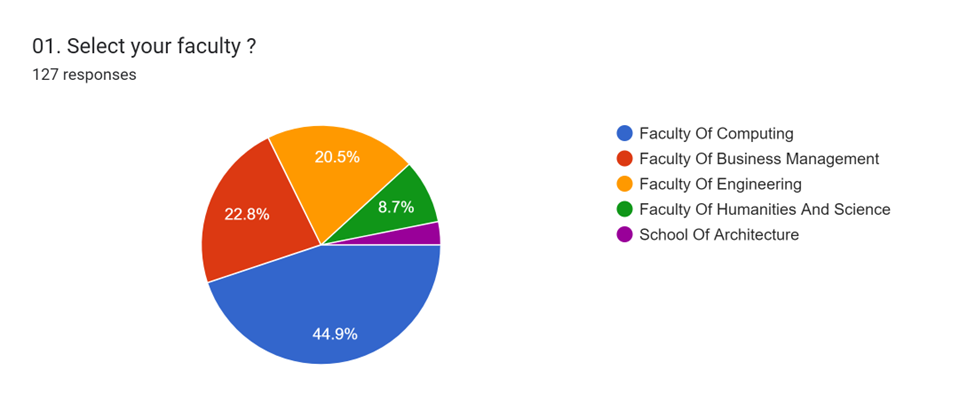 01. Select your faculty ?
127 responses
20.5%
8.7%
22.8%
44.9%
Faculty Of Computing
Faculty Of Business Management
Faculty Of Engineering
Faculty Of Humanities And Science
School Of Architecture